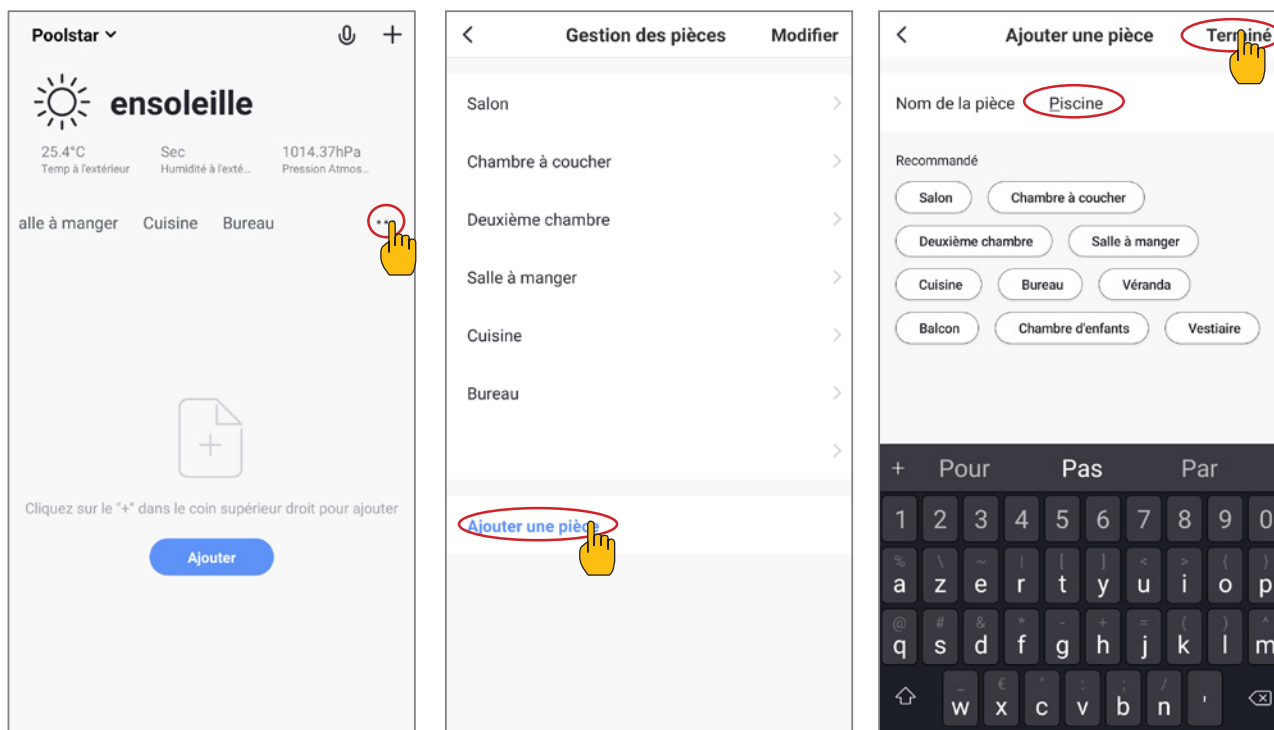 Poolstar
ensoleille
25.4°C Sec 1014.37hPa
Temp à l'extérieur Humidité à l'exté... Pression Atmos...
alle à manger Cuisine Bureau
Cliquez sur le "+" dans le coin supérieur droit pour ajouter
Ajouter
Gestion des pièces Modifier
Salon
Chambre à coucher
Deuxième chambre
Salle à manger
Cuisine
Bureau
Ajouter une pièce
Ajouter une pièce Terminé
Nom de la pièce Piscine
Recommandé
Salon Chambre à coucher
Deuxième chambre Salle à manger
Cuisine Bureau Véranda
Balcon Chambre d'enfants Vestiaire
+ Pour Pas Par
1 2 3 4 5 6 7 8 9 0
% \ ~ | [ ] < > { }
a z e r t y u i o p
@ # & * - + = ( ) ^
q s d f g h j k l m
_ € " : ; /
w x c v b n '